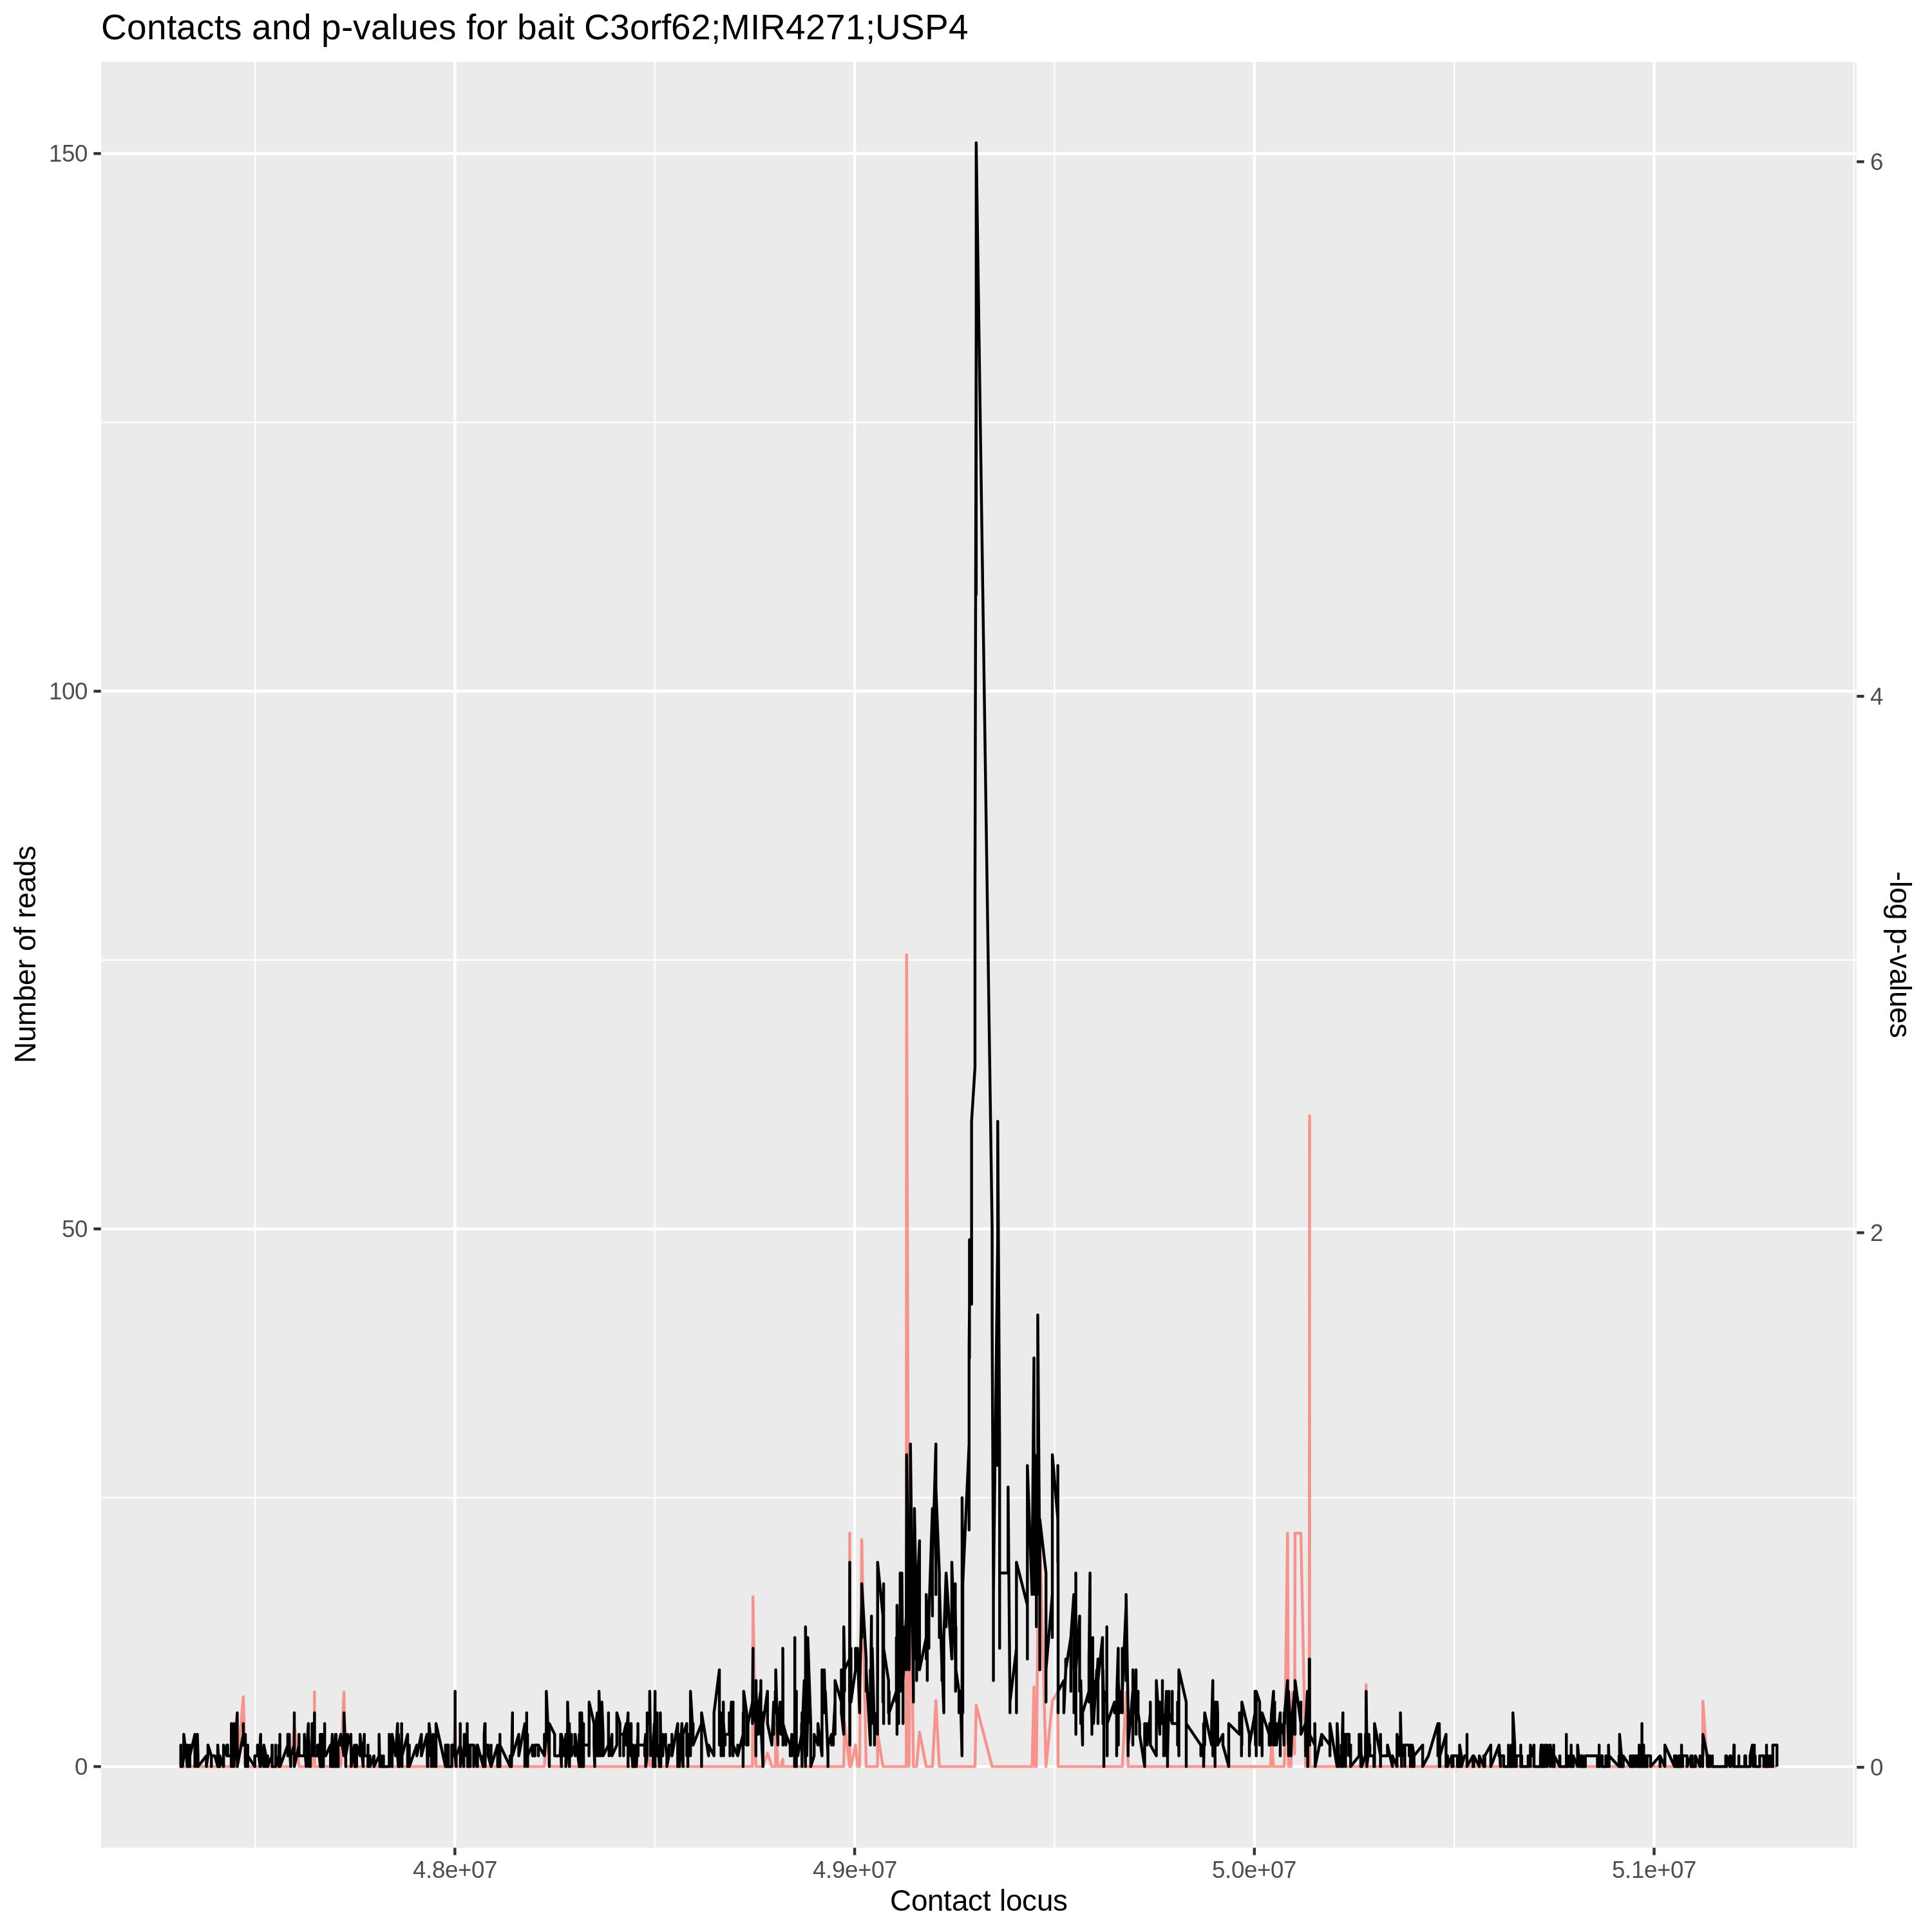 Contacts and p-values for bait C3orf62;MIR4271;USP4
150
100
50
0
Number of reads
6
4
2
0
-log p-values
4.8e+07 4.9e+07 5.0e+07 5.1e+07
Contact locus